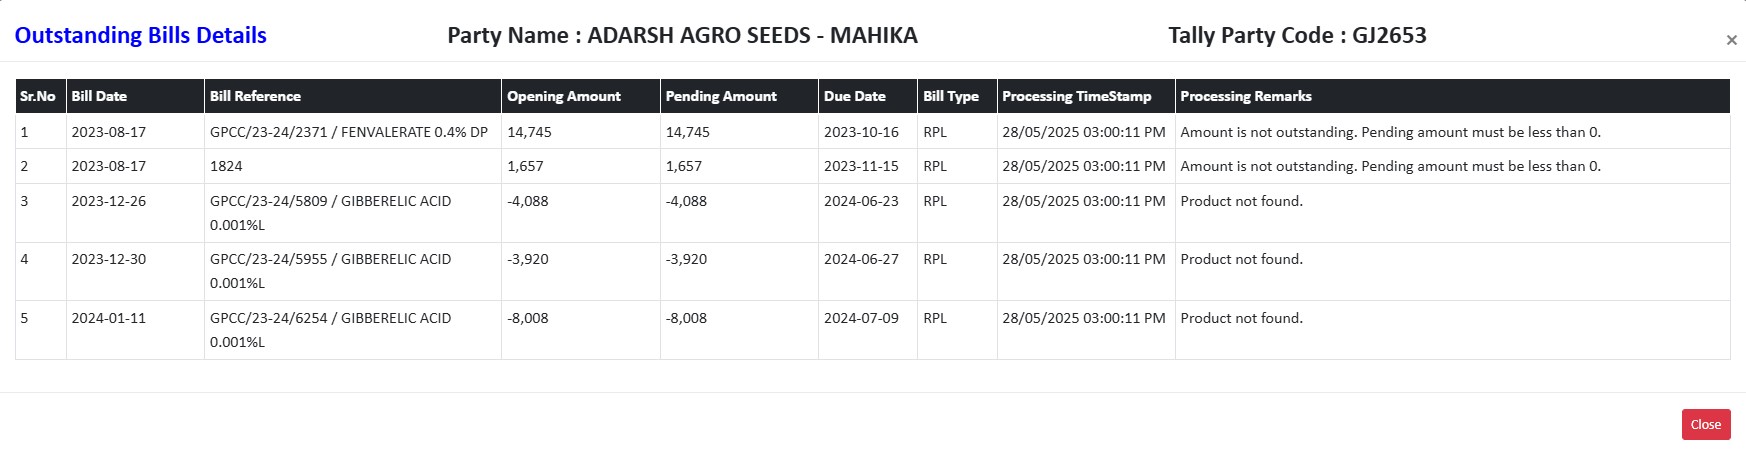 Outstanding Bills Details Party Name : ADARSH AGRO SEEDS - MAHIKA Tally Party Code : GJ2653 ×
Sr.No Bill Date Bill Reference Opening Amount Pending Amount Due Date Bill Type Processing TimeStamp Processing Remarks
1 2023-08-17 GPCC/23-24/2371 / FENVALERATE 0.4% DP 14,745 14,745 2023-10-16 RPL 28/05/2025 03:00:11 PM Amount is not outstanding. Pending amount must be less than 0.
2 2023-08-17 1824 1,657 1,657 2023-11-15 RPL 28/05/2025 03:00:11 PM Amount is not outstanding. Pending amount must be less than 0.
3 2023-12-26 GPCC/23-24/5809 / GIBBERELIC ACID -4,088 -4,088 2024-06-23 RPL 28/05/2025 03:00:11 PM Product not found.
0.001%L
4 2023-12-30 GPCC/23-24/5955 / GIBBERELIC ACID -3,920 -3,920 2024-06-27 RPL 28/05/2025 03:00:11 PM Product not found.
0.001%L
5 2024-01-11 GPCC/23-24/6254 / GIBBERELIC ACID -8,008 -8,008 2024-07-09 RPL 28/05/2025 03:00:11 PM Product not found.
0.001%L
Close